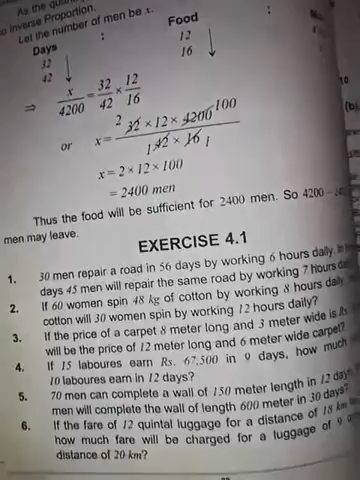 As the
Inverse Proportion.
Let the number of men be x.
Days : Food :
32 12
42 16
⇒ x/4200 = 32/42 × 12/16
or x = 32 × 12 × 4200 / 42 × 16 2 100 1 1
x = 2 × 12 × 100
= 2400 men
Thus the food will be sufficient for 2400 men. So 4200 –
men may leave.
EXERCISE 4.1
1. 30 men repair a road in 56 days by working 6 hours daily.
days 45 men will repair the same road by working 7 hours
2. If 60 women spin 48 kg of cotton by working 8 hours
cotton will 30 women spin by working 12 hours daily?
3. If the price of a carpet 8 meter long and 3 meter wide is Rs
will be the price of 12 meter long and 6 meter wide carpet?
4. If 15 laboures earn Rs. 67,500 in 9 days, how much
10 laboures earn in 12 days?
5. 70 men can complete a wall of 150 meter length in 12
men will complete the wall of length 600 meter in 30 days?
6. If the fare of 12 quintal luggage for a distance of 18 km
how much fare will be charged for a luggage of 9
distance of 20 km?
(b)